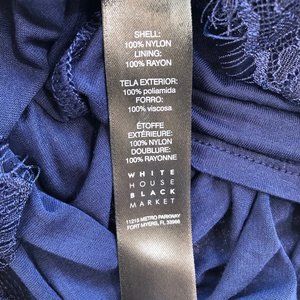 SHELL:
100% NYLON
LINING:
100% RAYON
TELA EXTERIOR:
100% poliamida
FORRO:
100% viscosa
ÉTOFFE
EXTÉRIEURE:
100% NYLON
DOUBLURE:
100% RAYONNE
WHITE
HOUSE
BLACK
MARKET
11215 METRO PARKWAY
FORT MYERS, FL 33966